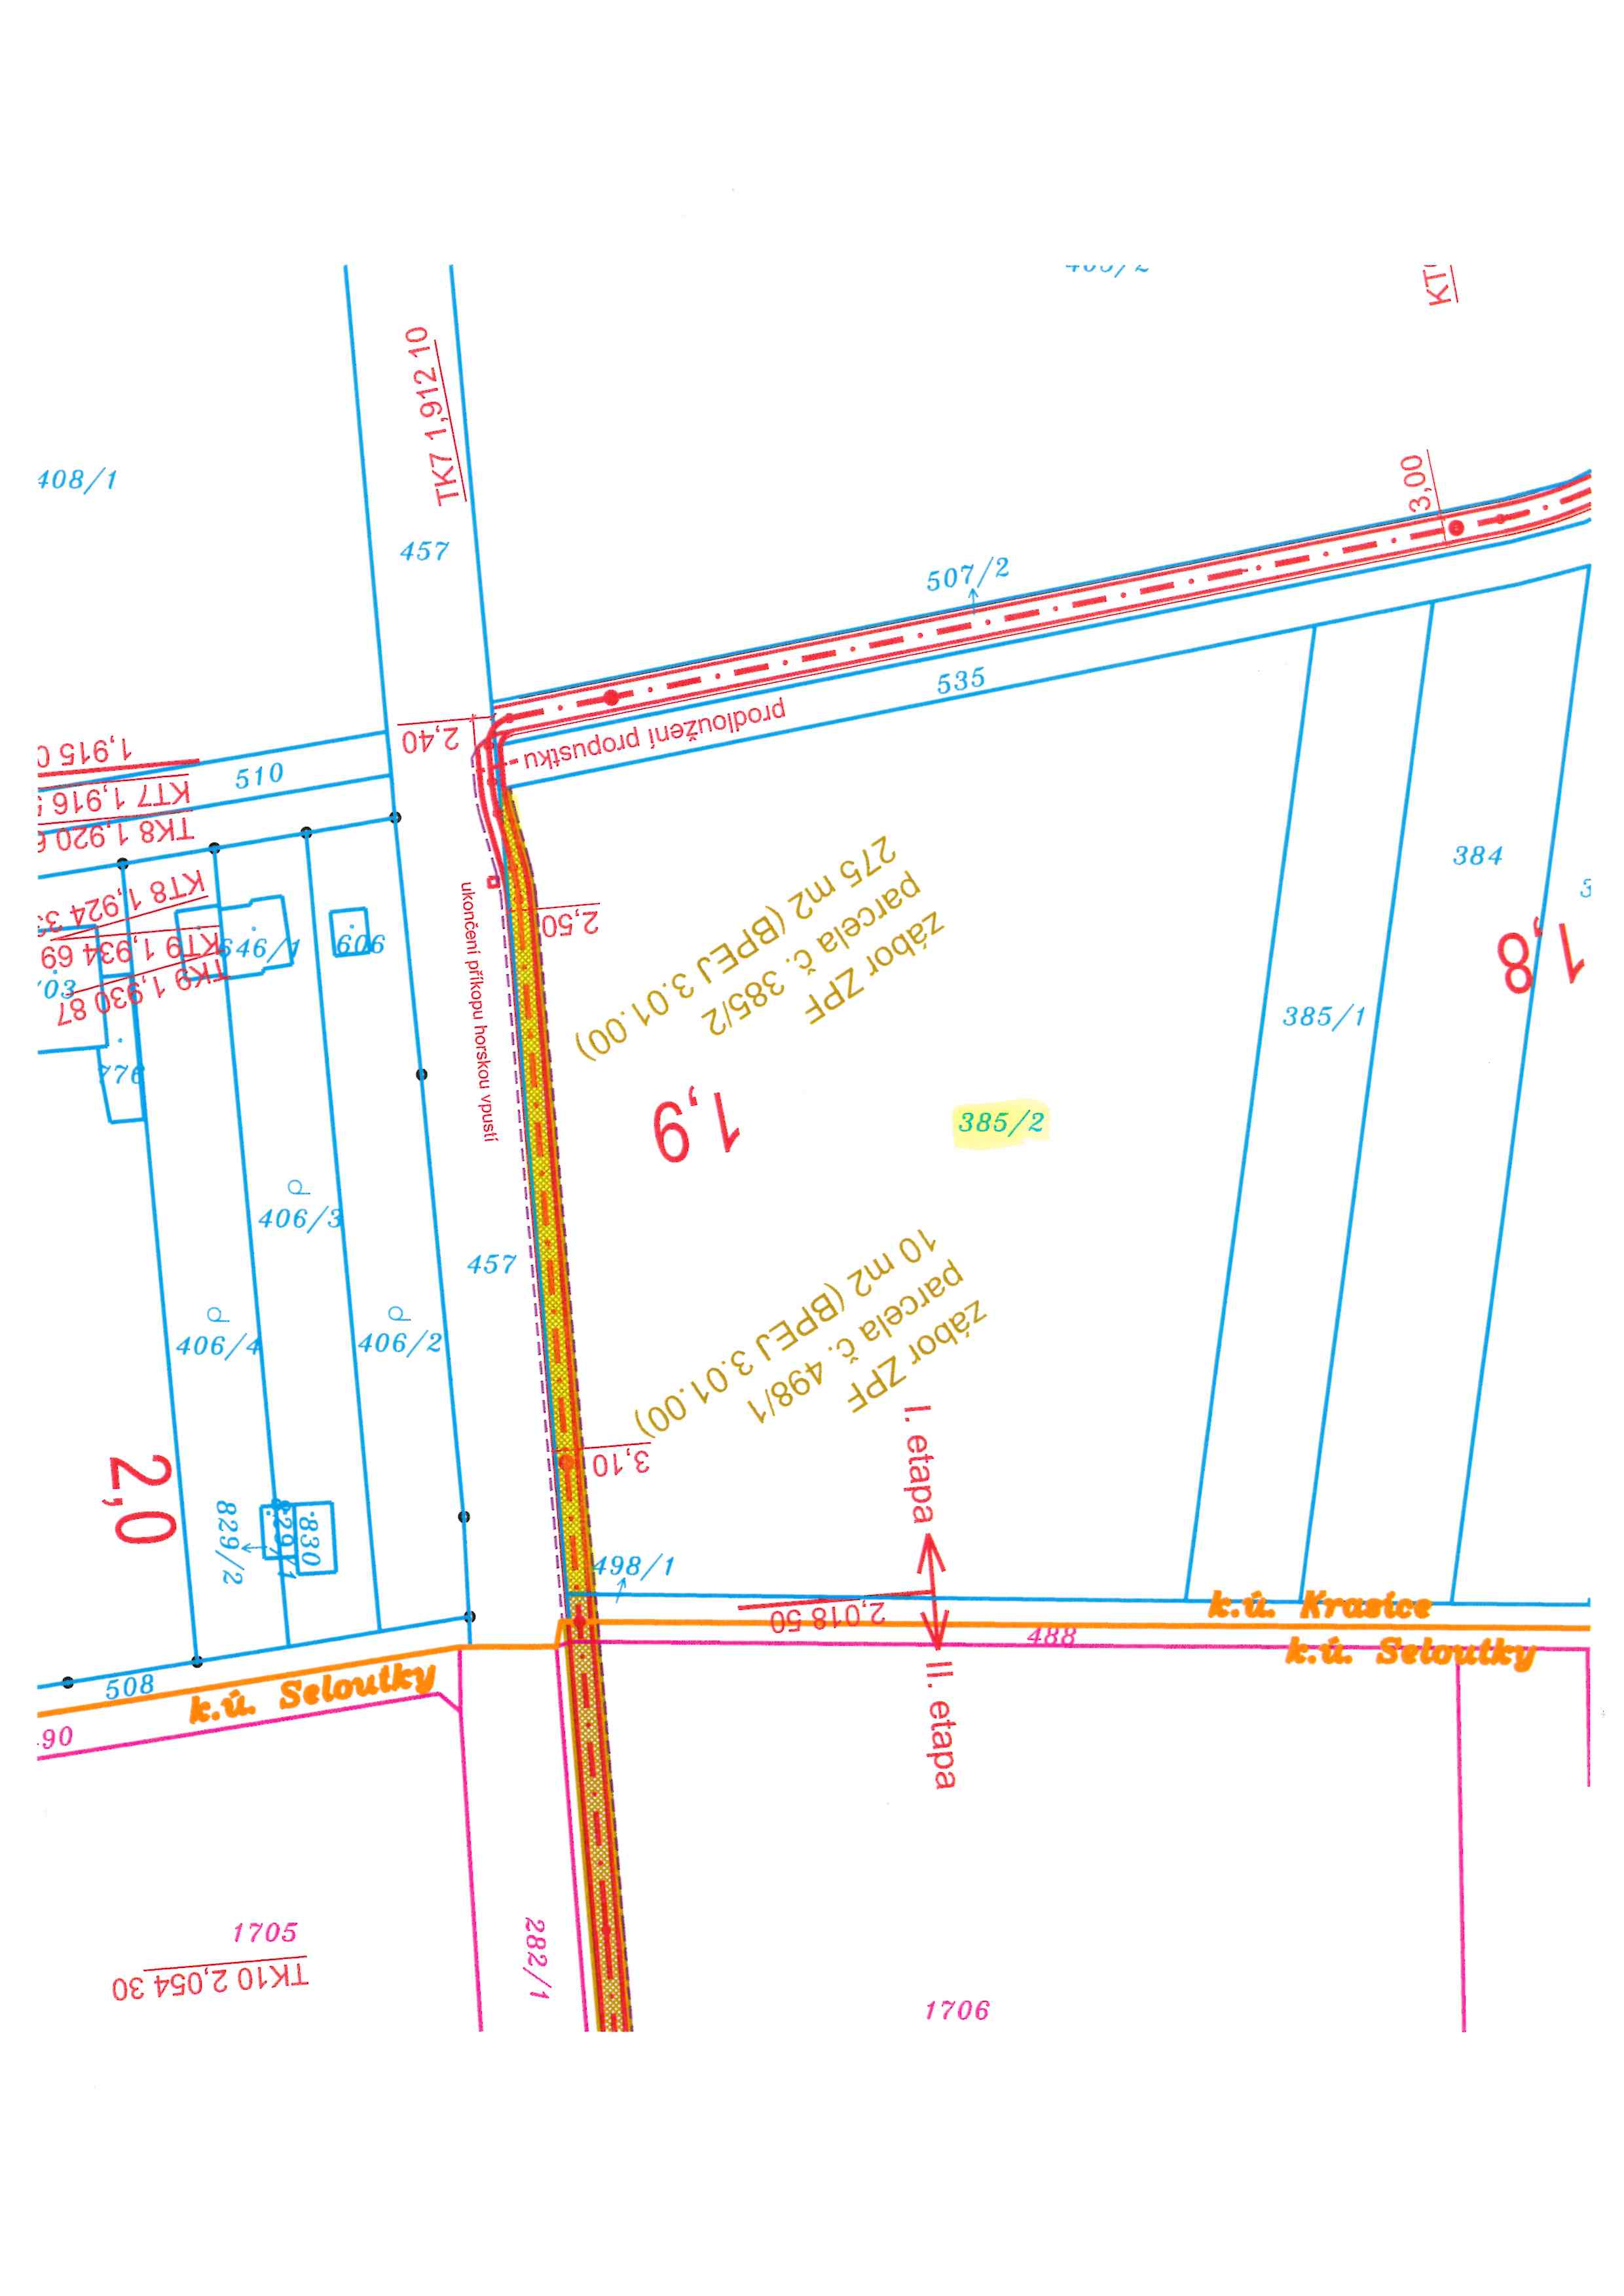 TK7 1,912 10
3,00
408/1
457
507/2
535
prodloužení propustku
2,40
510
KT7 1,916
TK8 1,920
KT8 1,924
KT9 1,934 69
TK9 1,930 87
646/1
606
776
384
1,8
385/1
2,50
ukončení příkopu horskou vpustí
zábor ZPF
parcela č. 385/2
275 m2 (BPEJ 3.01.00)
1,9
385/2
406/3
406/4
406/2
457
zábor ZPF
parcela č. 498/1
10 m2 (BPEJ 3.01.00)
3,10
I. etapa
2,0
829/2
829/1
830
498/1
2,018 50
k.ú. Krasice
488
k.ú. Seloutky
508
k.ú. Seloutky
II. etapa
1705
TK10 2,054 30
282/1
1706